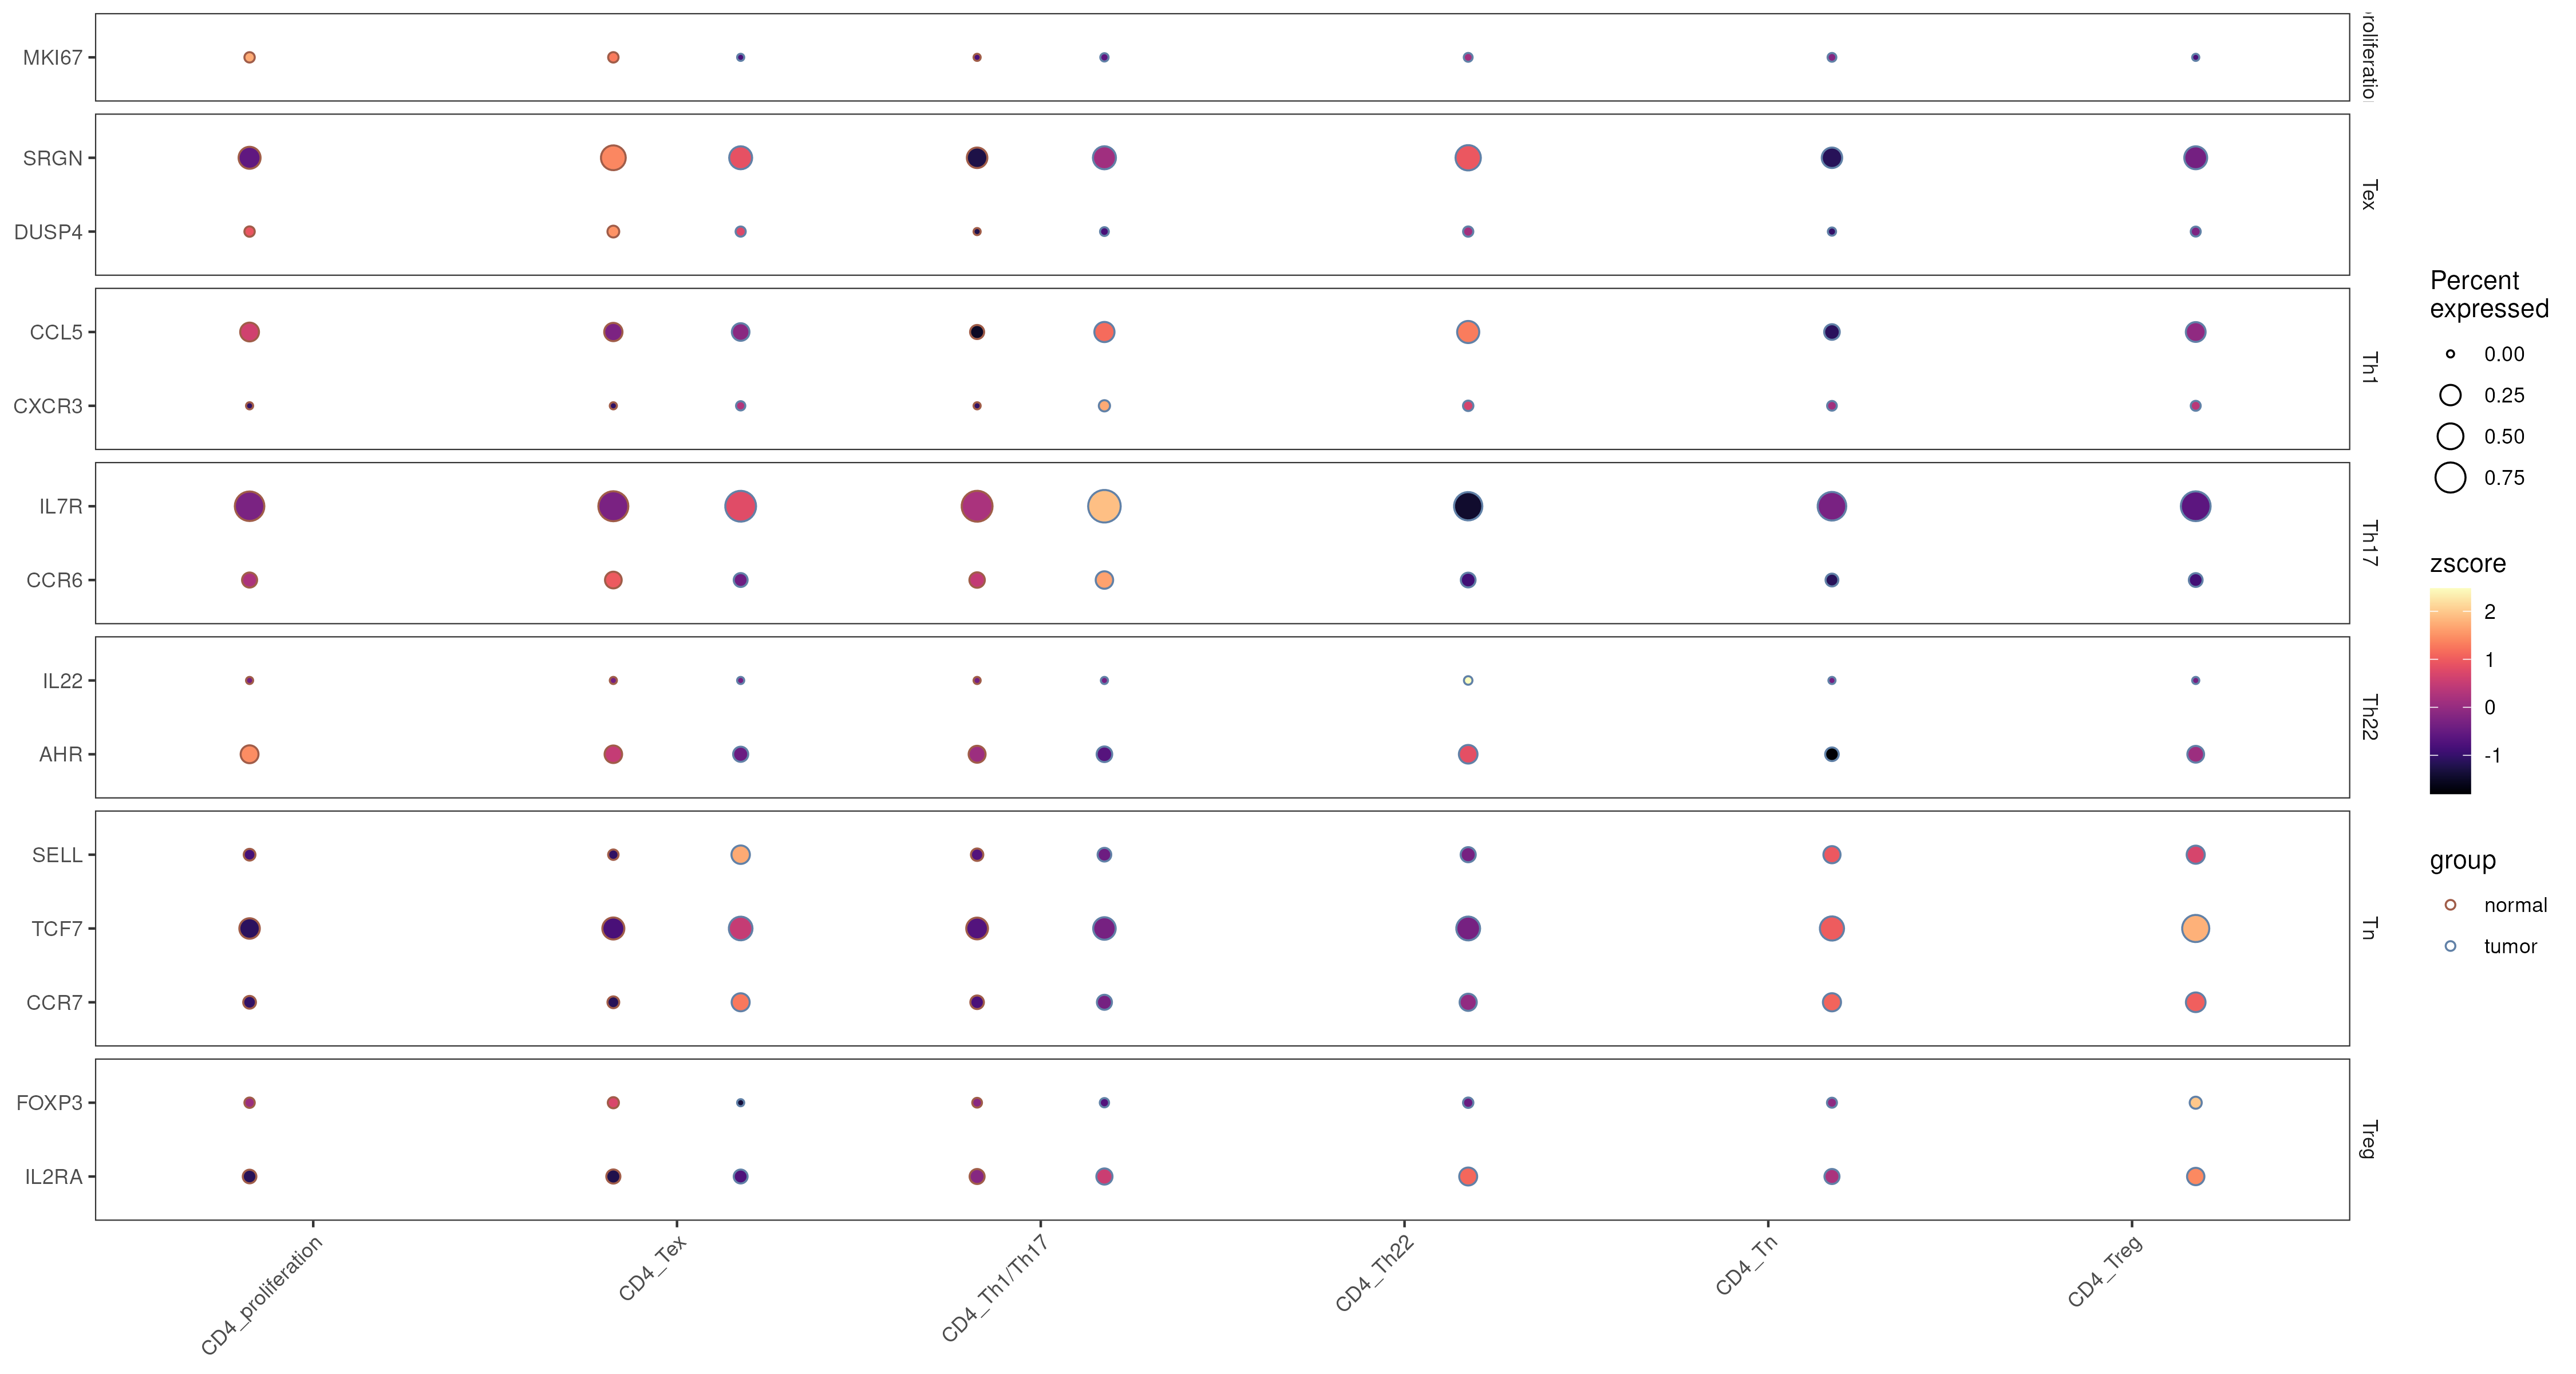 MKI67
roliferatio
SRGN
DUSP4
Tex
CCL5
CXCR3
Th1
IL7R
CCR6
Th17
IL22
AHR
Th22
SELL
TCF7
CCR7
Tn
FOXP3
IL2RA
Treg
CD4_proliferation
CD4_Tex
CD4_Th1/Th17
CD4_Th22
CD4_Tn
CD4_Treg
Percent
expressed
0.00
0.25
0.50
0.75
zscore
2
1
0
-1
group
normal
tumor